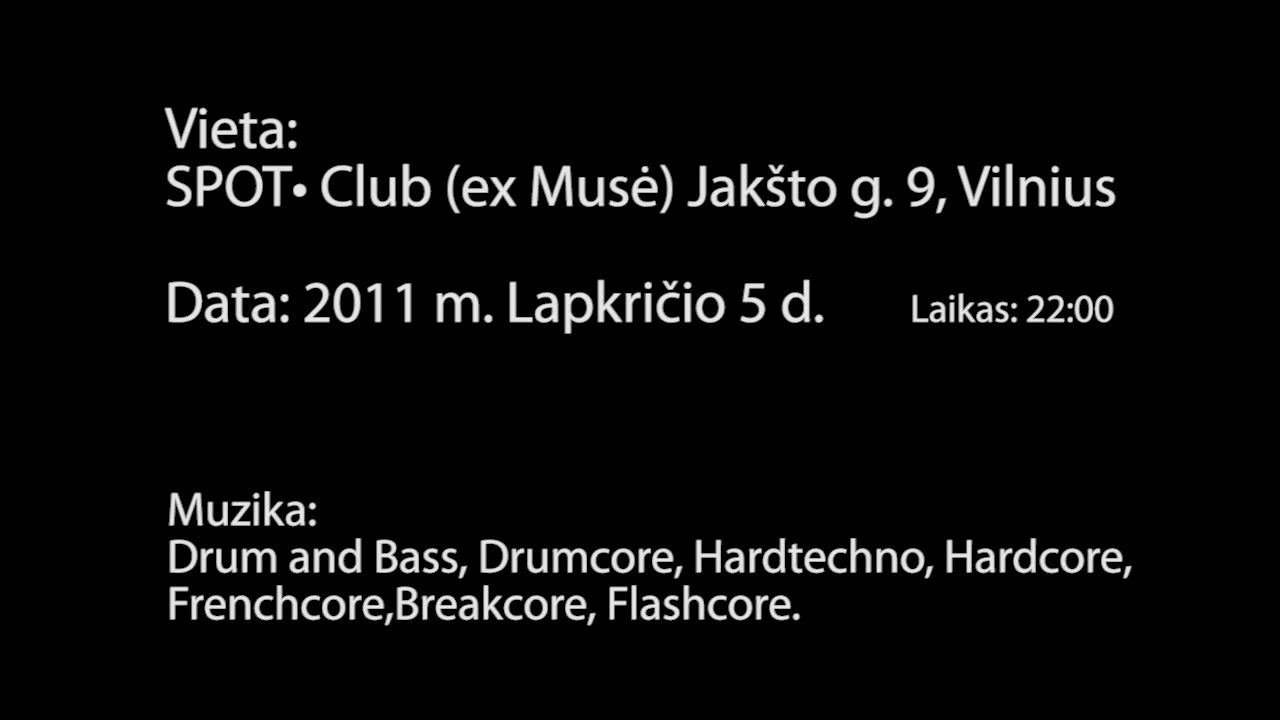 Vieta:
SPOT• Club (ex Musė) Jakšto g. 9, Vilnius
Data: 2011 m. Lapkričio 5 d. Laikas: 22:00
Muzika:
Drum and Bass, Drumcore, Hardtechno, Hardcore,
Frenchcore,Breakcore, Flashcore.